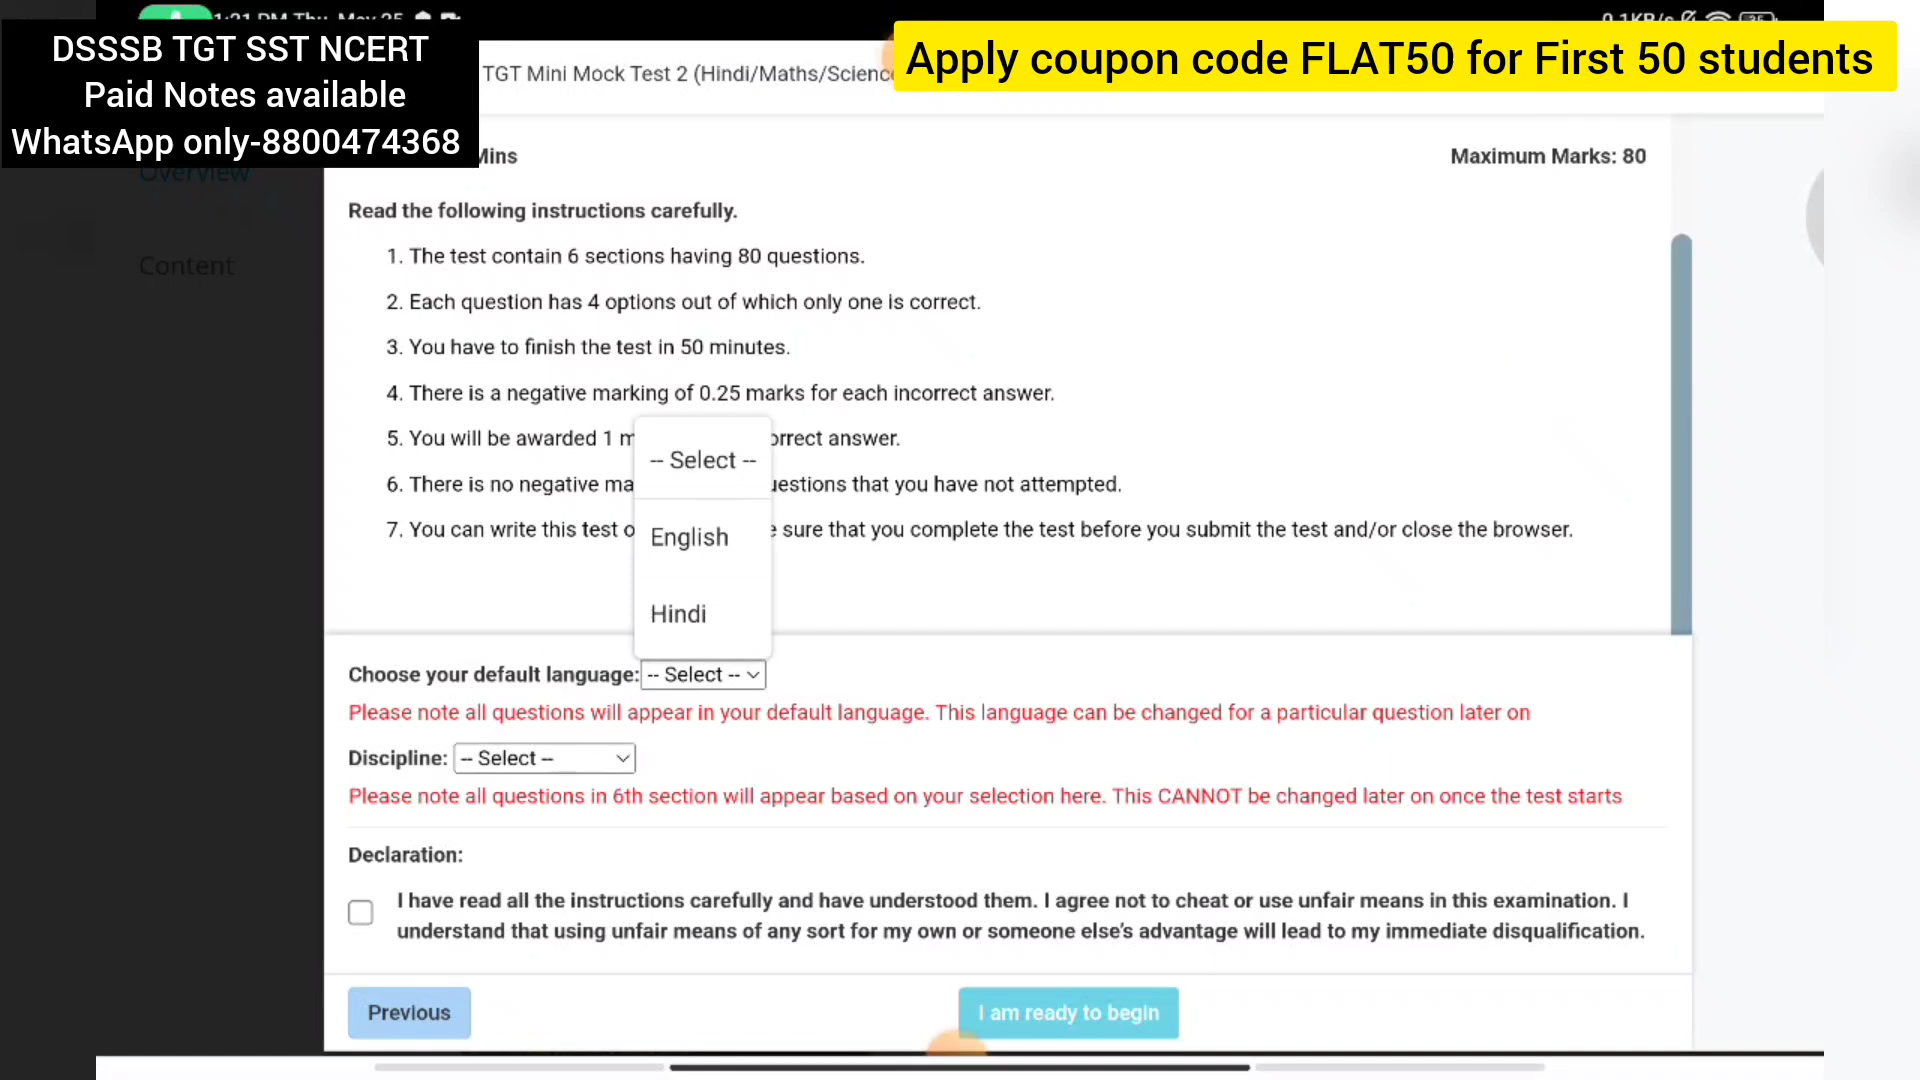 1:21 PM Thu, May 25
DSSSB TGT SST NCERT
Paid Notes available
WhatsApp only-8800474368
Apply coupon code FLAT50 for First 50 students
TGT Mini Mock Test 2 (Hindi/Maths/Science
Overview
Content
Mins
Maximum Marks: 80
Read the following instructions carefully.
1. The test contain 6 sections having 80 questions.
2. Each question has 4 options out of which only one is correct.
3. You have to finish the test in 50 minutes.
4. There is a negative marking of 0.25 marks for each incorrect answer.
5. You will be awarded 1 m orrect answer.
6. There is no negative ma uestions that you have not attempted.
7. You can write this test o e sure that you complete the test before you submit the test and/or close the browser.
-- Select --
English
Hindi
Choose your default language: -- Select --
Please note all questions will appear in your default language. This language can be changed for a particular question later on
Discipline: -- Select --
Please note all questions in 6th section will appear based on your selection here. This CANNOT be changed later on once the test starts
Declaration:
I have read all the instructions carefully and have understood them. I agree not to cheat or use unfair means in this examination. I
understand that using unfair means of any sort for my own or someone else's advantage will lead to my immediate disqualification.
Previous
I am ready to begin